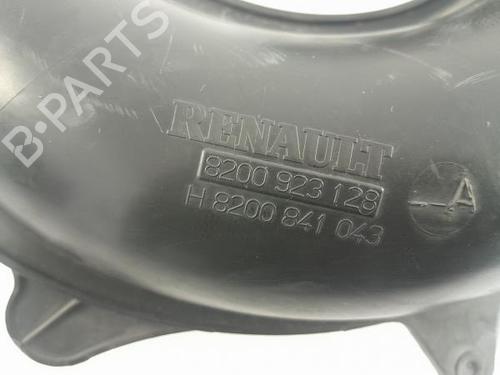 B-PARTS
RENAULT
8200 923 128
H 8200 841 043
A